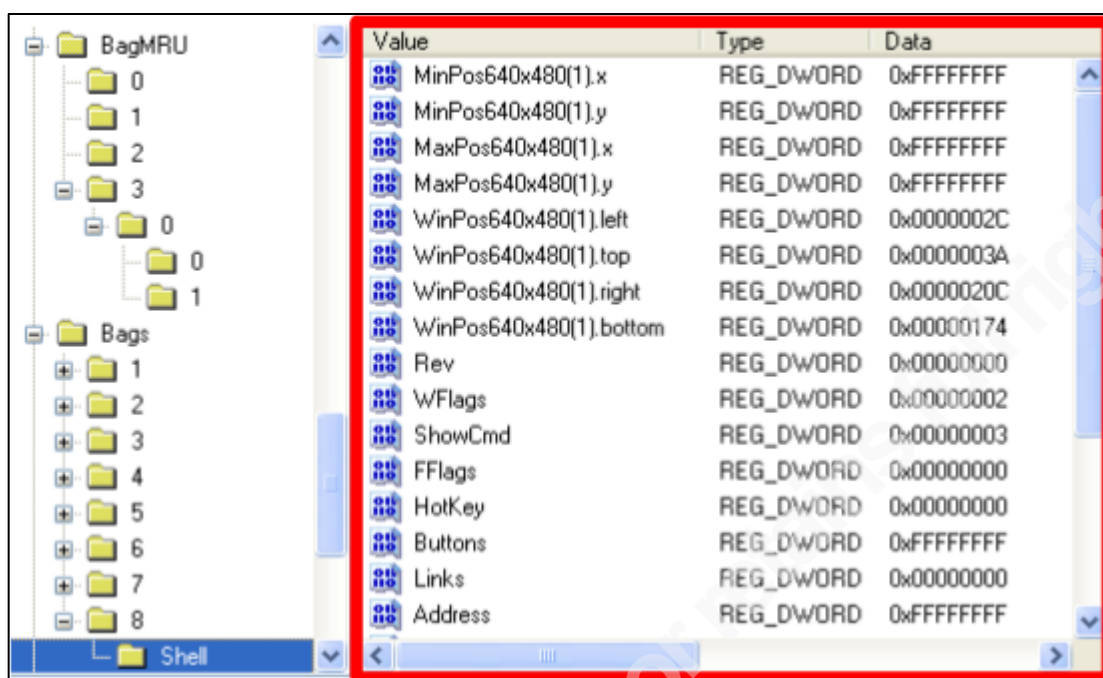 BagMRU
0
1
2
3
0
0
1
Bags
1
2
3
4
5
6
7
8
Shell
Value Type Data
MinPos640x480(1).x REG_DWORD 0xFFFFFFFF
MinPos640x480(1).y REG_DWORD 0xFFFFFFFF
MaxPos640x480(1).x REG_DWORD 0xFFFFFFFF
MaxPos640x480(1).y REG_DWORD 0xFFFFFFFF
WinPos640x480(1).left REG_DWORD 0x0000002C
WinPos640x480(1).top REG_DWORD 0x0000003A
WinPos640x480(1).right REG_DWORD 0x0000020C
WinPos640x480(1).bottom REG_DWORD 0x00000174
Rev REG_DWORD 0x00000000
WFlags REG_DWORD 0x00000002
ShowCmd REG_DWORD 0x00000003
FFlags REG_DWORD 0x00000000
HotKey REG_DWORD 0x00000000
Buttons REG_DWORD 0xFFFFFFFF
Links REG_DWORD 0x00000000
Address REG_DWORD 0xFFFFFFFF